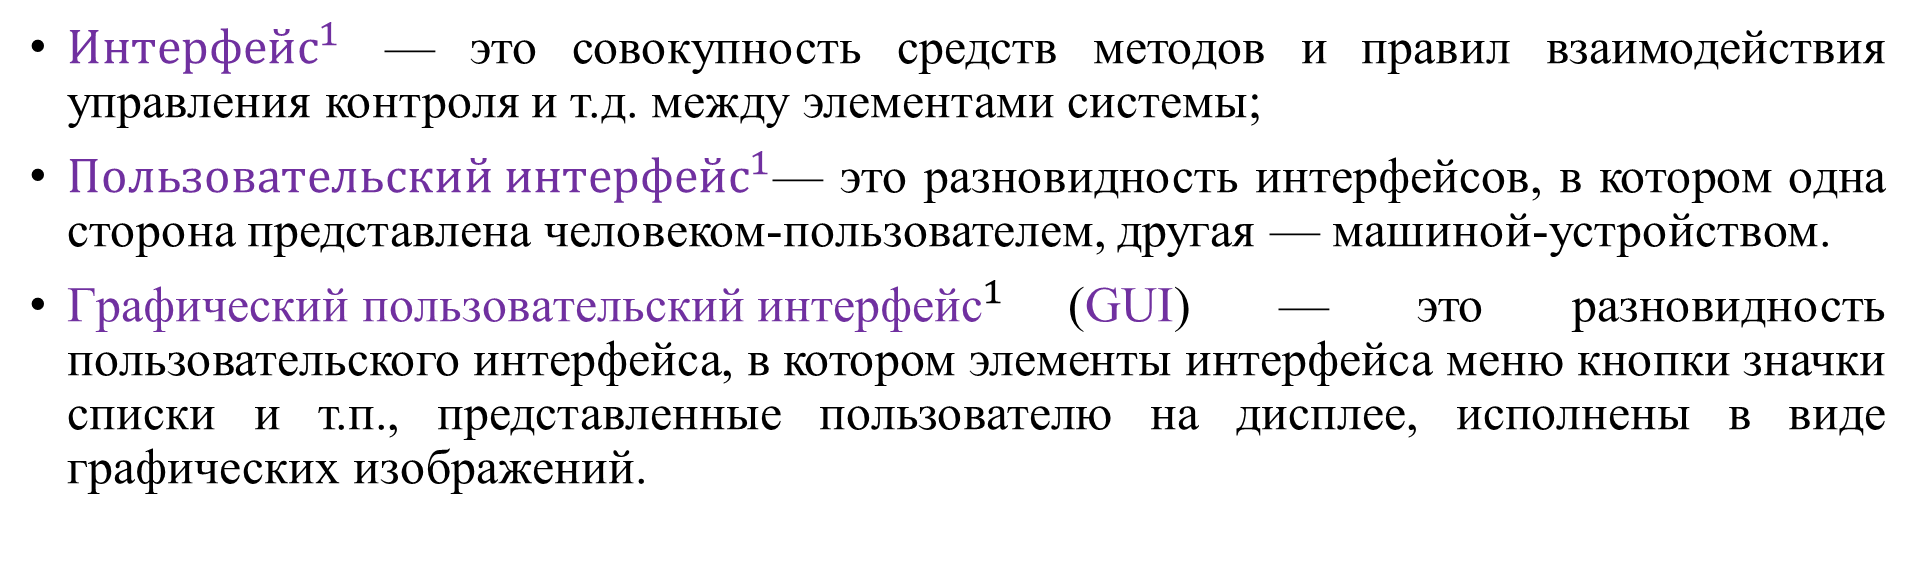 • Интерфейс¹ — это совокупность средств методов и правил взаимодействия
управления контроля и т.д. между элементами системы;
• Пользовательский интерфейс¹— это разновидность интерфейсов, в котором одна
сторона представлена человеком-пользователем, другая — машиной-устройством.
• Графический пользовательский интерфейс¹ (GUI) — это разновидность
пользовательского интерфейса, в котором элементы интерфейса меню кнопки значки
списки и т.п., представленные пользователю на дисплее, исполнены в виде
графических изображений.